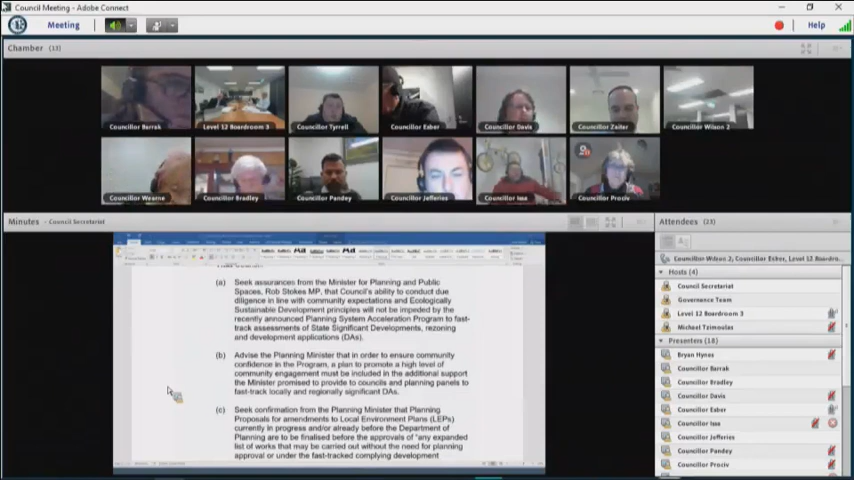 Council Meeting - Adobe Connect
Meeting
Help
Chamber (13)
Councillor Barrak
Level 12 Boardroom 3
Councillor Tyrrell
Councillor Esber
Councillor Davis
Councillor Zaiter
Councillor Wilson 2
Councillor Wearne
Councillor Bradley
Councillor Pandey
Councillor Jefferies
Councillor Issa
Councillor Prociv
Minutes - Council Secretariat
(a) Seek assurances from the Minister for Planning and Public
Spaces, Rob Stokes MP, that Council's ability to conduct due
diligence in line with community expectations and Ecologically
Sustainable Development principles will not be impeded by the
recently announced Planning System Acceleration Program to fast-
track assessments of State Significant Developments, rezoning
and development applications (DAs).
(b) Advise the Planning Minister that in order to ensure community
confidence in the Program, a plan to promote a high level of
community engagement must be included in the additional support
the Minister promised to provide to councils and planning panels to
fast-track locally and regionally significant DAs.
(c) Seek confirmation from the Planning Minister that Planning
Proposals for amendments to Local Environment Plans (LEPs)
currently in progress and/or already before the Department of
Planning are to be finalised before the approvals of "any expanded
list of works that may be carried out without the need for planning
approval or under the fast-tracked complying development
Attendees (23)
Councillor Wilson 2, Councillor Esber, Level 12 Boardro...
Hosts (4)
Council Secretariat
Governance Team
Level 12 Boardroom 3
Michael Tzimoulas
Presenters (18)
Bryan Hynes
Councillor Barrak
Councillor Bradley
Councillor Davis
Councillor Esber
Councillor Issa
Councillor Jefferies
Councillor Pandey
Councillor Prociv